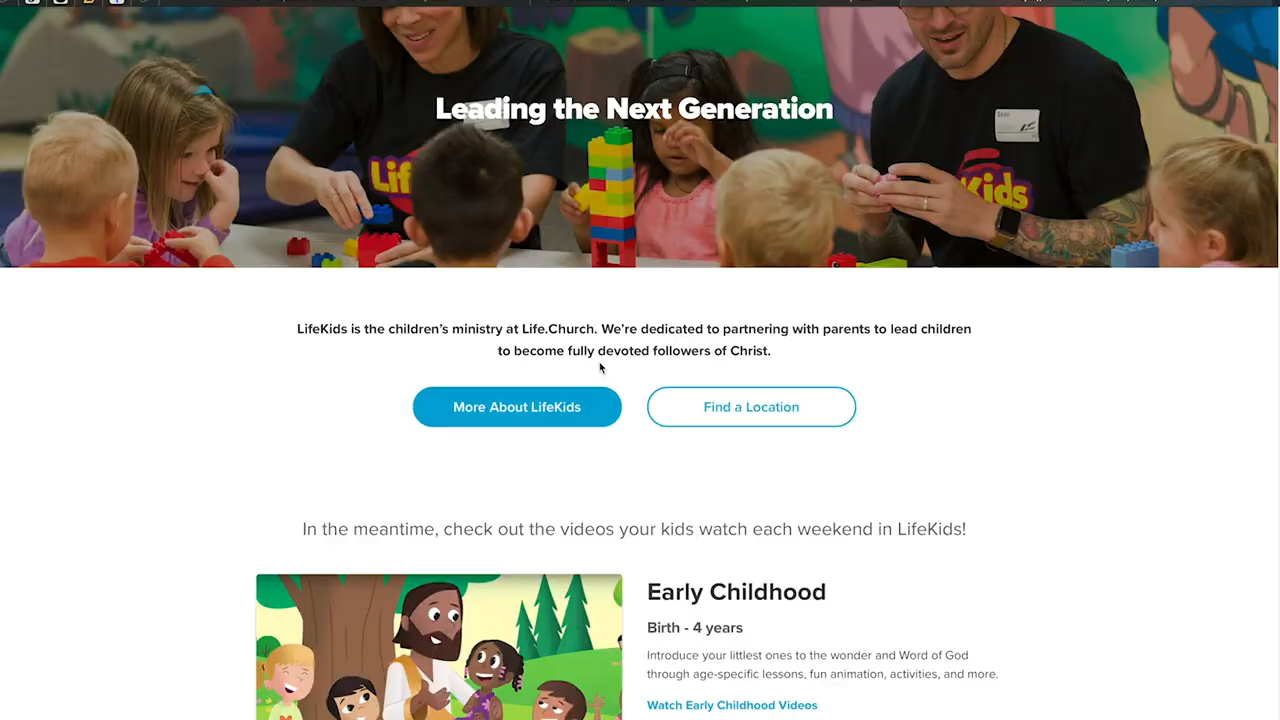 Leading the Next Generation
Lif
Kids
LifeKids is the children's ministry at Life.Church. We're dedicated to partnering with parents to lead children
to become fully devoted followers of Christ.
More About LifeKids
Find a Location
In the meantime, check out the videos your kids watch each weekend in LifeKids!
Early Childhood
Birth - 4 years
Introduce your littlest ones to the wonder and Word of God
through age-specific lessons, fun animation, activities, and more.
Watch Early Childhood Videos